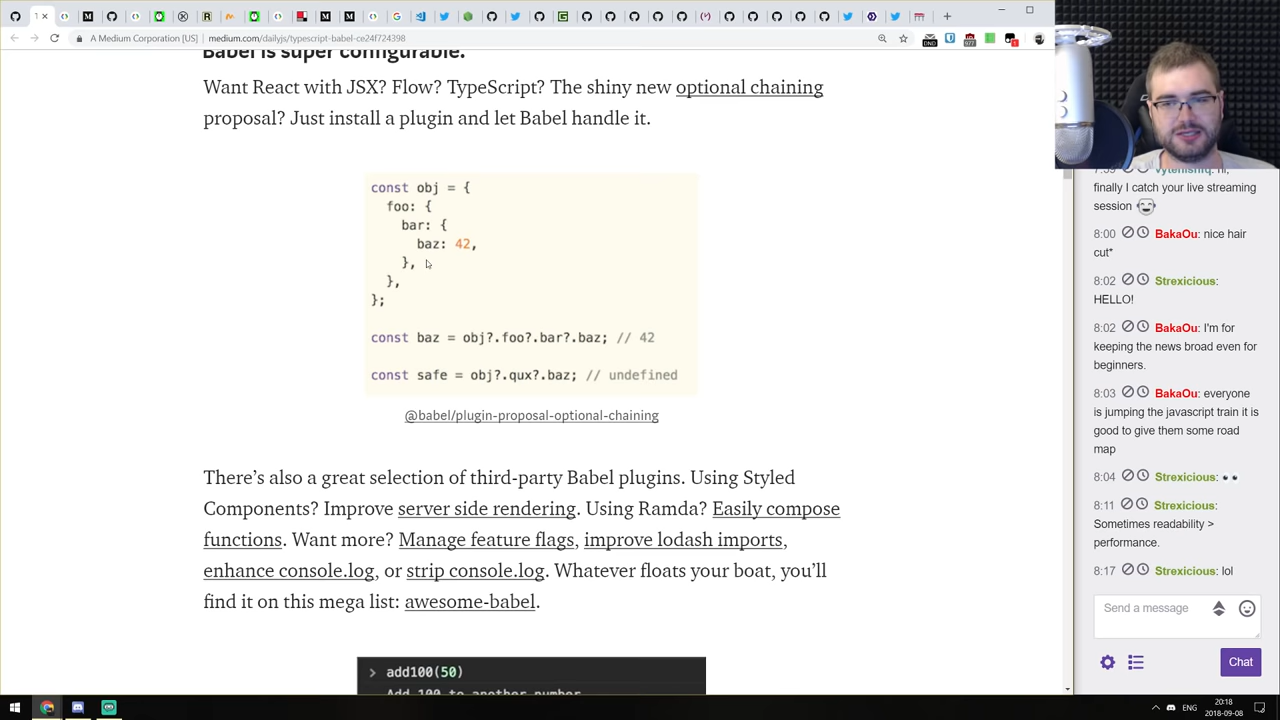 A Medium Corporation [US]
medium.com/dailyjs/typescript-babel-ce24f724398
DND
977
Babel is super configurable.
Want React with JSX? Flow? TypeScript? The shiny new optional chaining
proposal? Just install a plugin and let Babel handle it.
const obj = {
foo: {
bar: {
baz: 42,
},
},
};
const baz = obj?.foo?.bar?.baz; // 42
const safe = obj?.qux?.baz; // undefined
@babel/plugin-proposal-optional-chaining
There's also a great selection of third-party Babel plugins. Using Styled
Components? Improve server side rendering. Using Ramda? Easily compose
functions. Want more? Manage feature flags, improve lodash imports,
enhance console.log, or strip console.log. Whatever floats your boat, you'll
find it on this mega list: awesome-babel.
> add100(50)
Add 100 to another number
finally I catch your live streaming
session
8:00 BakaOu: nice hair
cut*
8:02 Strexicious:
HELLO!
8:02 BakaOu: I'm for
keeping the news broad even for
beginners.
8:03 BakaOu: everyone
is jumping the javascript train it is
good to give them some road
map
8:04 Strexicious:
8:11 Strexicious:
Sometimes readability >
performance.
8:17 Strexicious: lol
Send a message
Chat
ENG
20:18
2018-09-08